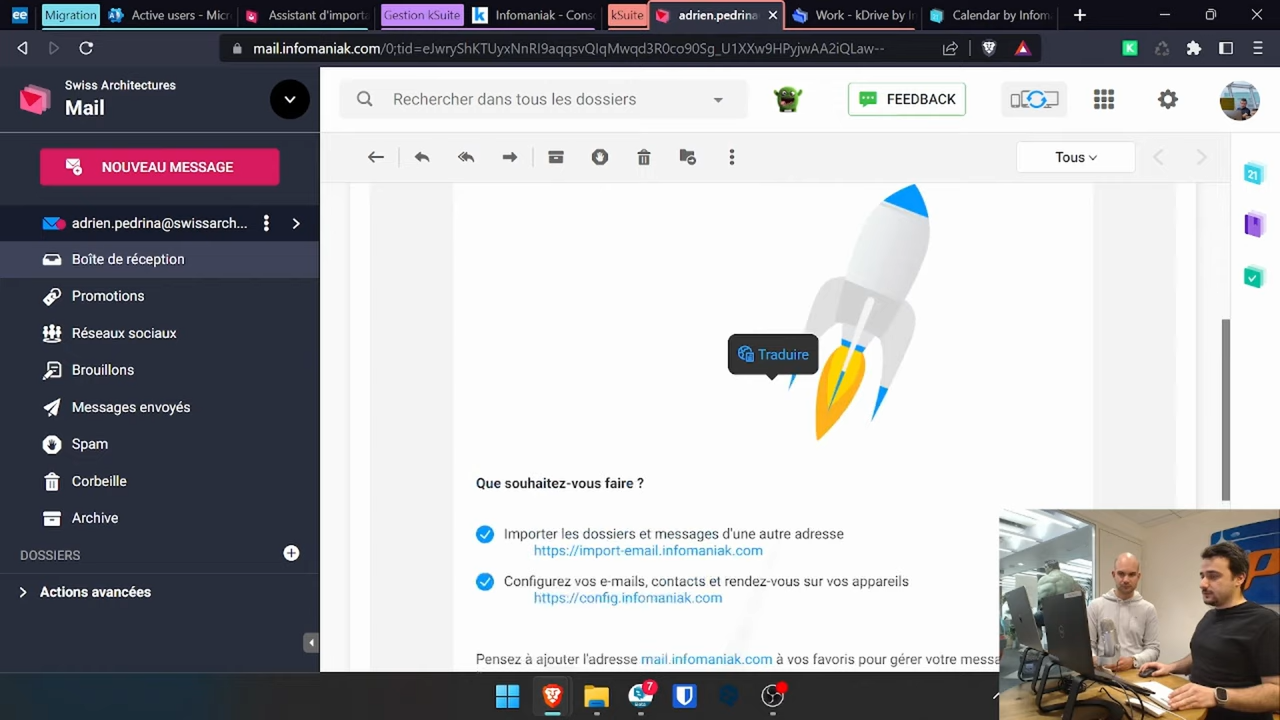 Migration
Active users - Micr
Assistant d'importa
Gestion kSuite
Infomaniak - Conso
kSuite
adrien.pedrina
Work - kDrive by I
Calendar by Infom
mail.infomaniak.com
Swiss Architectures
Mail
Rechercher dans tous les dossiers
FEEDBACK
NOUVEAU MESSAGE
Tous
adrien.pedrina@swissarch...
21
Boîte de réception
Promotions
Réseaux sociaux
Traduire
Brouillons
Messages envoyés
Spam
Corbeille
Archive
DOSSIERS
Actions avancées
Que souhaitez-vous faire ?
Importer les dossiers et messages d'une autre adresse
https://import-email.infomaniak.com
Configurez vos e-mails, contacts et rendez-vous sur vos appareils
https://config.infomaniak.com
Pensez à ajouter l'adresse mail.infomaniak.com à vos favoris pour gérer votre messa
7